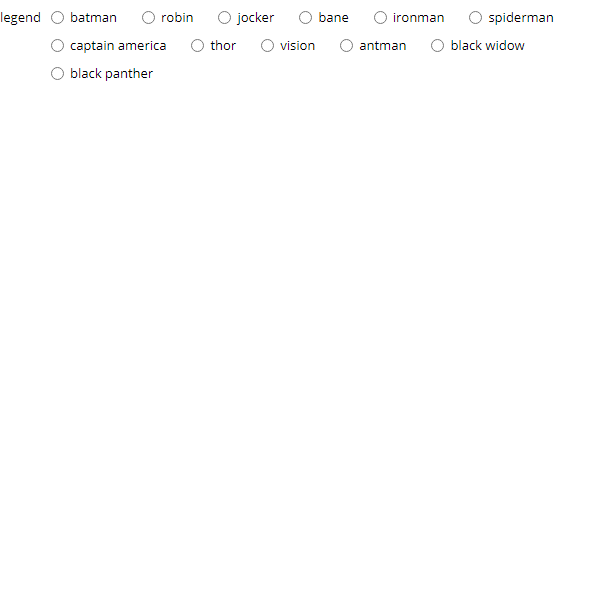 legend batman robin jocker bane ironman spiderman
captain america thor vision antman black widow
black panther